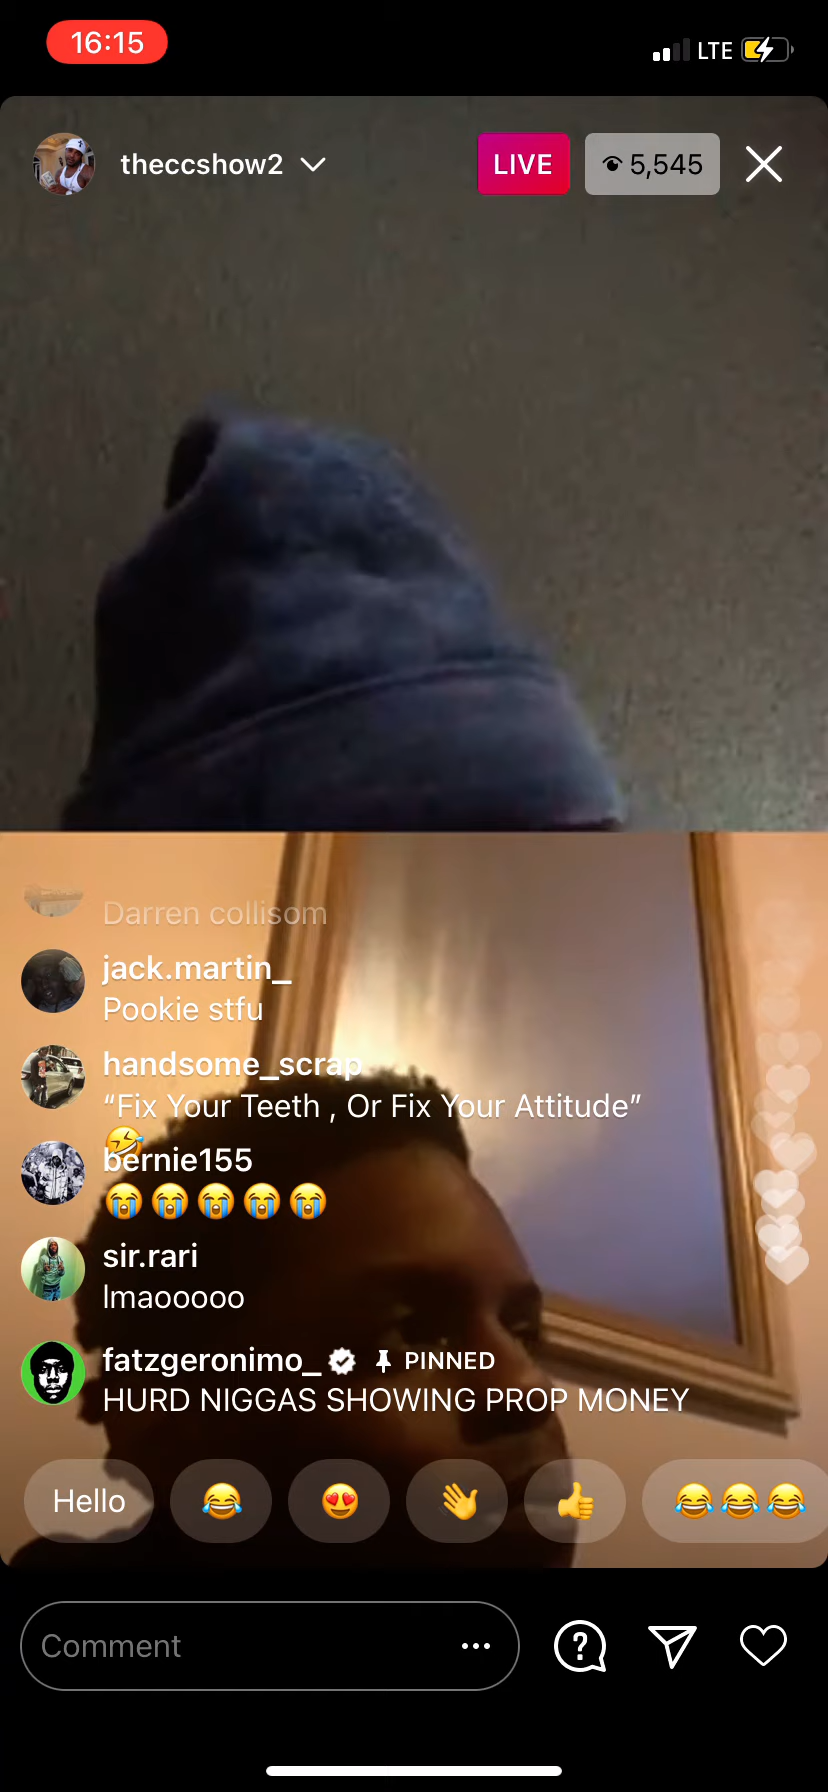 16:15
LTE
theccshow2
LIVE
5,545
Darren collisom
jack.martin_
Pookie stfu
handsome_scrap
“Fix Your Teeth , Or Fix Your Attitude”
🤣
bernie155
😭😭😭😭😭
sir.rari
lmaooooo
fatzgeronimo_ PINNED
HURD NIGGAS SHOWING PROP MONEY
Hello 😂 😍 👋 👍 😂😂😂
Comment